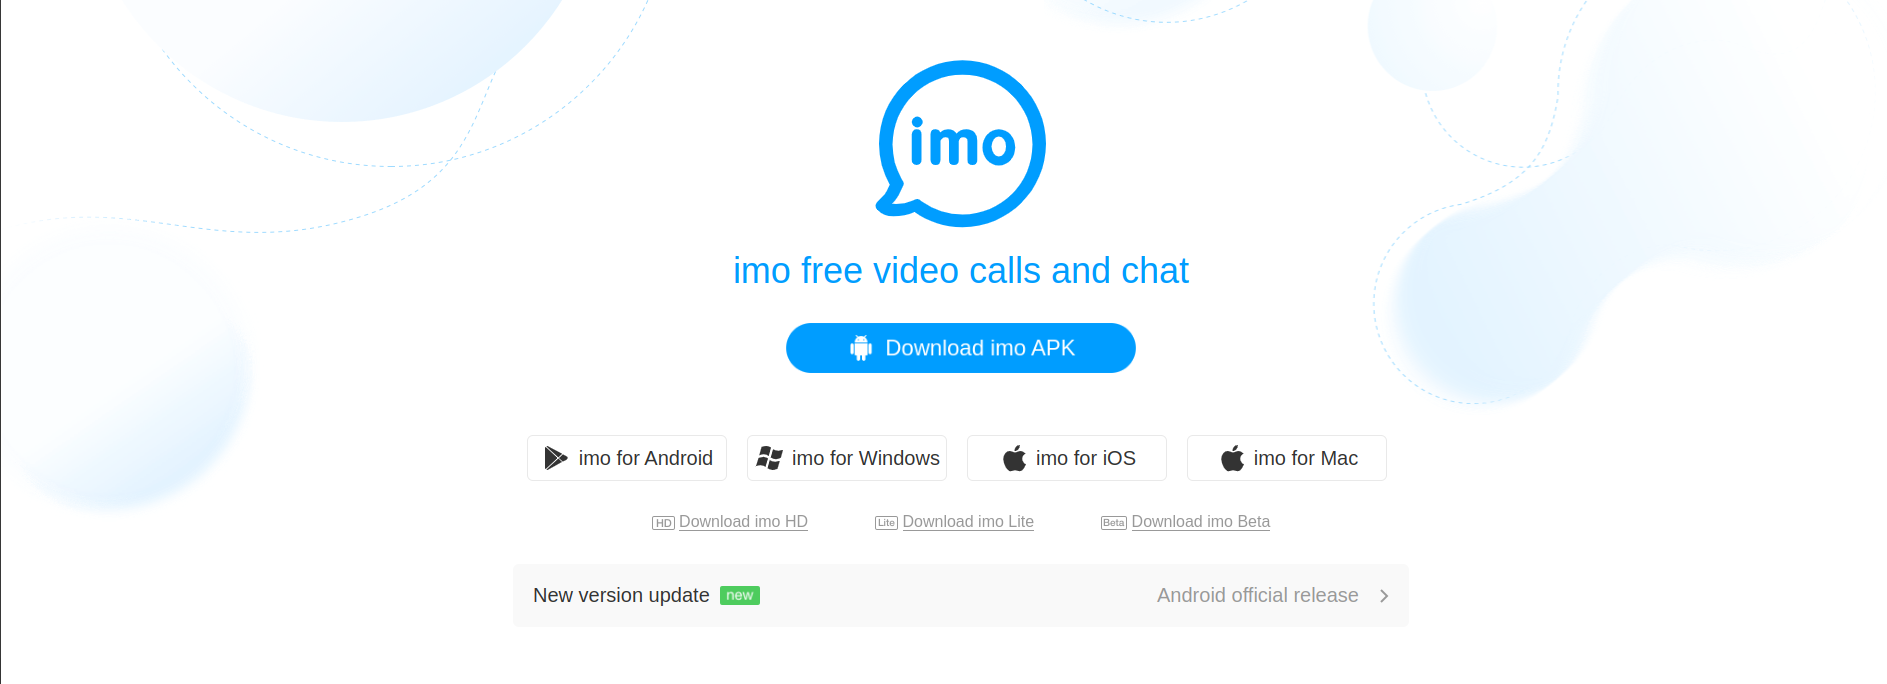 imo
imo free video calls and chat
Download imo APK
imo for Android
imo for Windows
imo for iOS
imo for Mac
HD Download imo HD
Lite Download imo Lite
Beta Download imo Beta
New version update new
Android official release